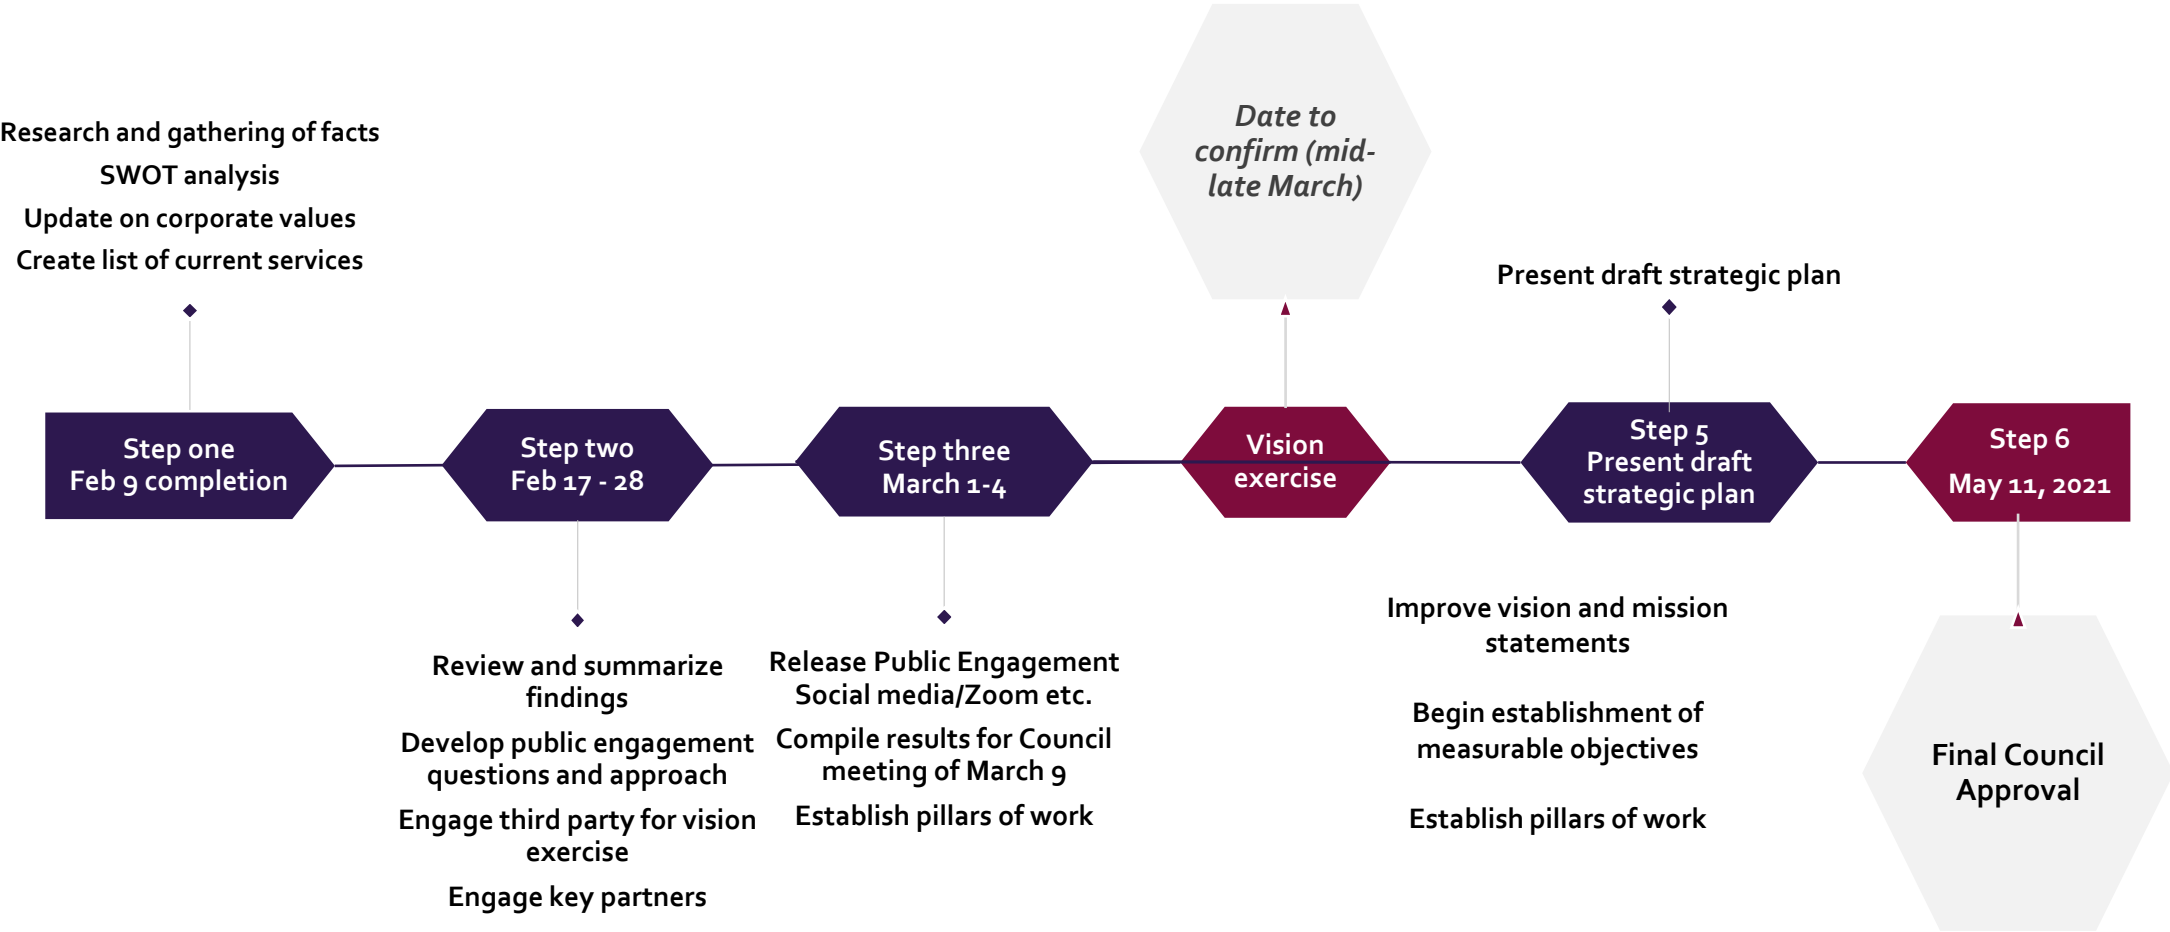 Research and gathering of facts
SWOT analysis
Update on corporate values
Create list of current services
Date to
confirm (mid-
late March)
Present draft strategic plan
Step one
Feb 9 completion
Step two
Feb 17 - 28
Step three
March 1-4
Vision
exercise
Step 5
Present draft
strategic plan
Step 6
May 11, 2021
Review and summarize
findings
Develop public engagement
questions and approach
Engage third party for vision
exercise
Engage key partners
Release Public Engagement
Social media/Zoom etc.
Compile results for Council
meeting of March 9
Establish pillars of work
Improve vision and mission
statements
Begin establishment of
measurable objectives
Establish pillars of work
Final Council
Approval